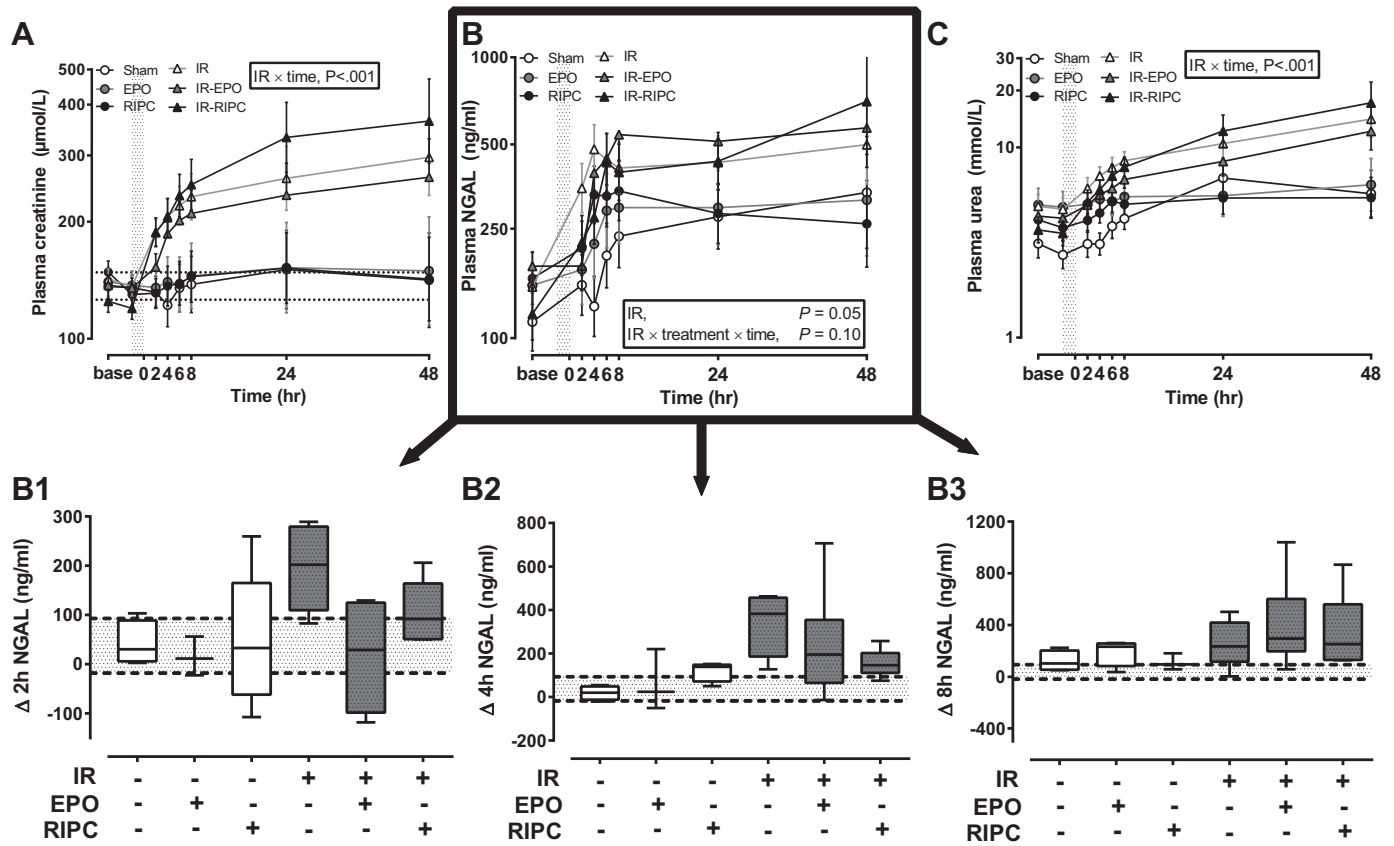 A
Plasma creatinine (µmol/L)
500
400
300
200
100
Sham
EPO
RIPC
IR
IR-EPO
IR-RIPC
IR × time, P<.001
base 0 2 4 6 8 24 48
Time (hr)
B
Plasma NGAL (ng/ml)
1000
500
250
100
Sham
EPO
RIPC
IR
IR-EPO
IR-RIPC
IR, P = 0.05
IR × treatment × time, P = 0.10
base 0 2 4 6 8 24 48
Time (hr)
C
Plasma urea (mmol/L)
30
20
10
1
Sham
EPO
RIPC
IR
IR-EPO
IR-RIPC
IR × time, P<.001
base 0 2 4 6 8 24 48
Time (hr)
B1
Δ 2h NGAL (ng/ml)
300
200
100
0
-100
IR - - - + + +
EPO - + - - + -
RIPC - - + - - +
B2
Δ 4h NGAL (ng/ml)
800
600
400
200
0
-200
IR - - - + + +
EPO - + - - + -
RIPC - - + - - +
B3
Δ 8h NGAL (ng/ml)
1200
800
400
0
-400
IR - - - + + +
EPO - + - - + -
RIPC - - + - - +